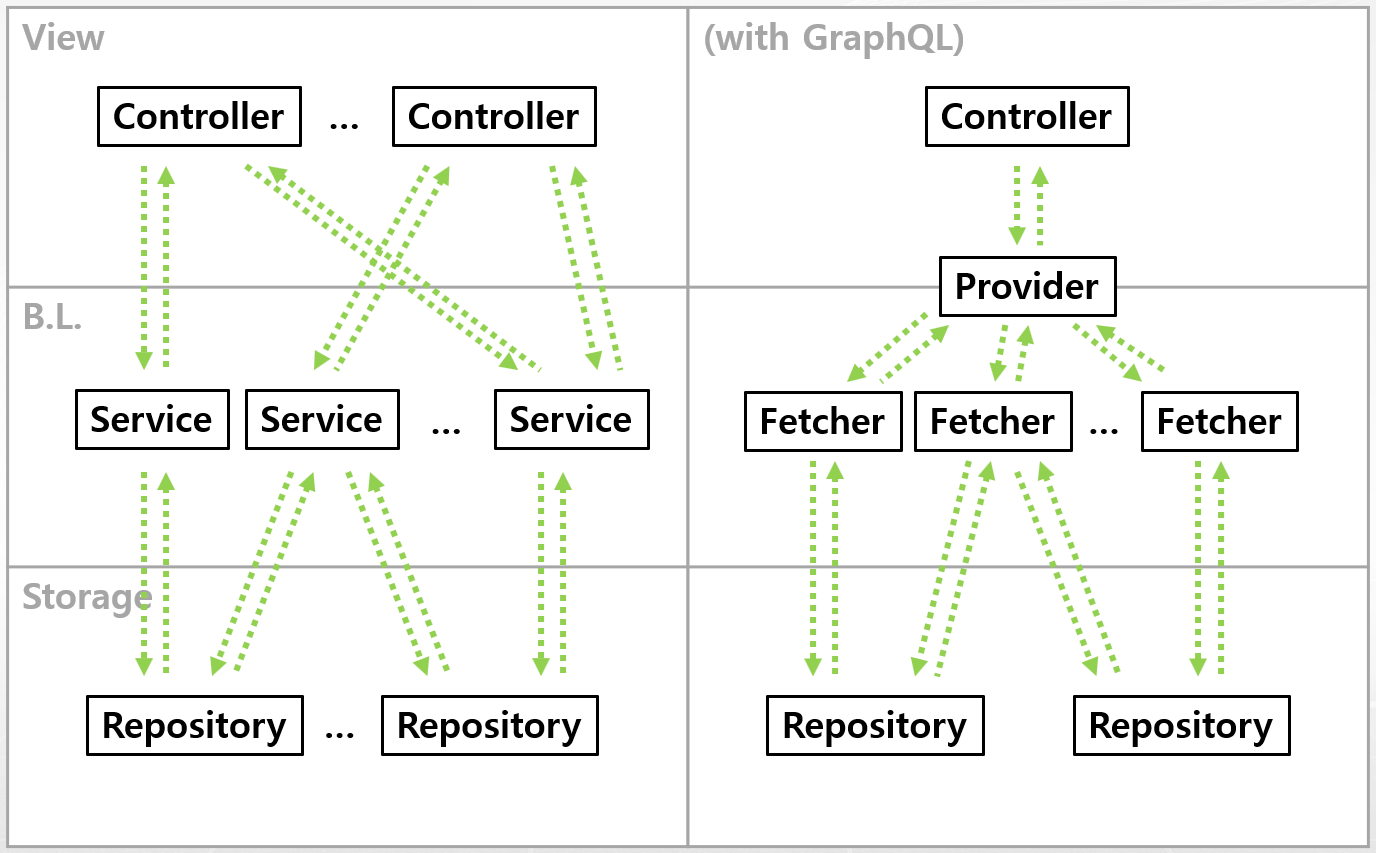 View
(with GraphQL)
Controller ... Controller
Controller
Provider
B.L.
Service Service ... Service
Fetcher Fetcher ... Fetcher
Storage
Repository ... Repository
Repository Repository